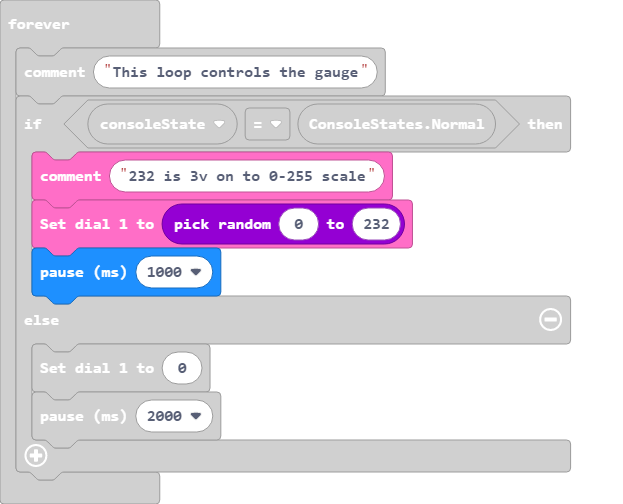 forever
comment "This loop controls the gauge"
if consoleState = ConsoleStates.Normal then
comment "232 is 3v on to 0-255 scale"
Set dial 1 to pick random 0 to 232
pause (ms) 1000
else
Set dial 1 to 0
pause (ms) 2000